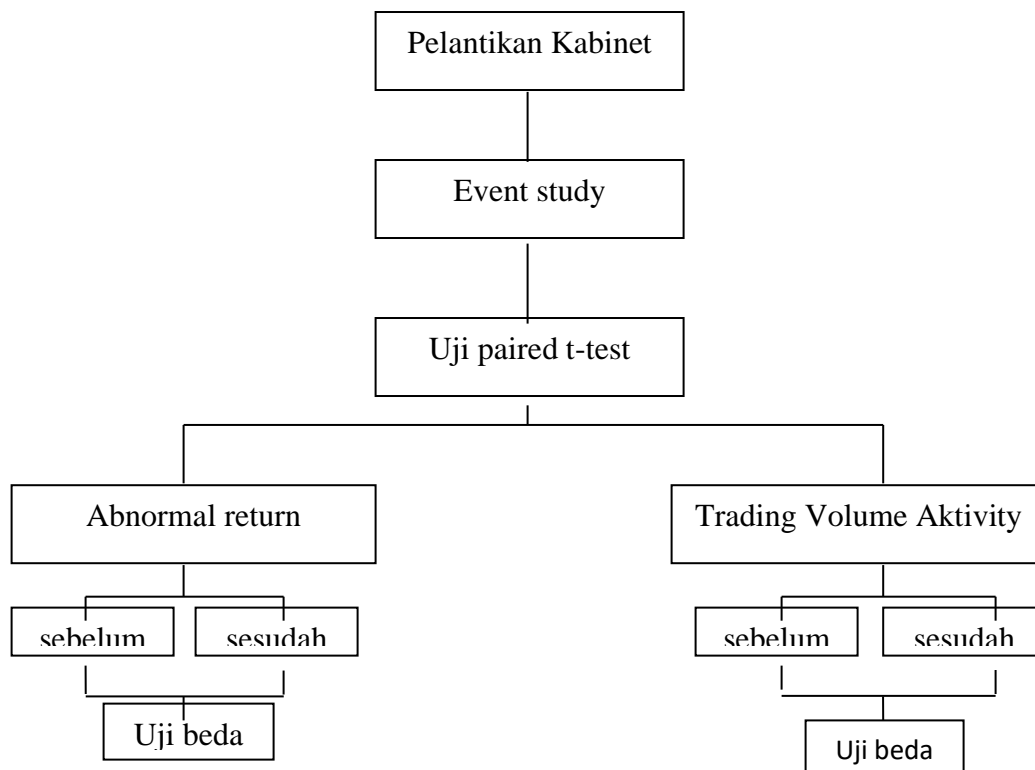 Pelantikan Kabinet
Event study
Uji paired t-test
Abnormal return
Trading Volume Aktivity
sebelum
sesudah
sebelum
sesudah
Uji beda
Uji beda